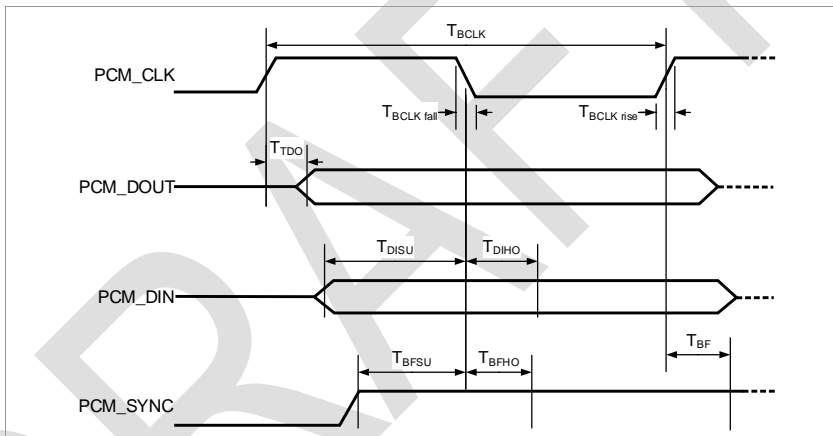 T_BCLK
PCM_CLK
T_BCLK fall
T_BCLK rise
T_TDO
PCM_DOUT
T_DISU
T_DIHO
PCM_DIN
T_BFSU
T_BFHO
T_BF
PCM_SYNC